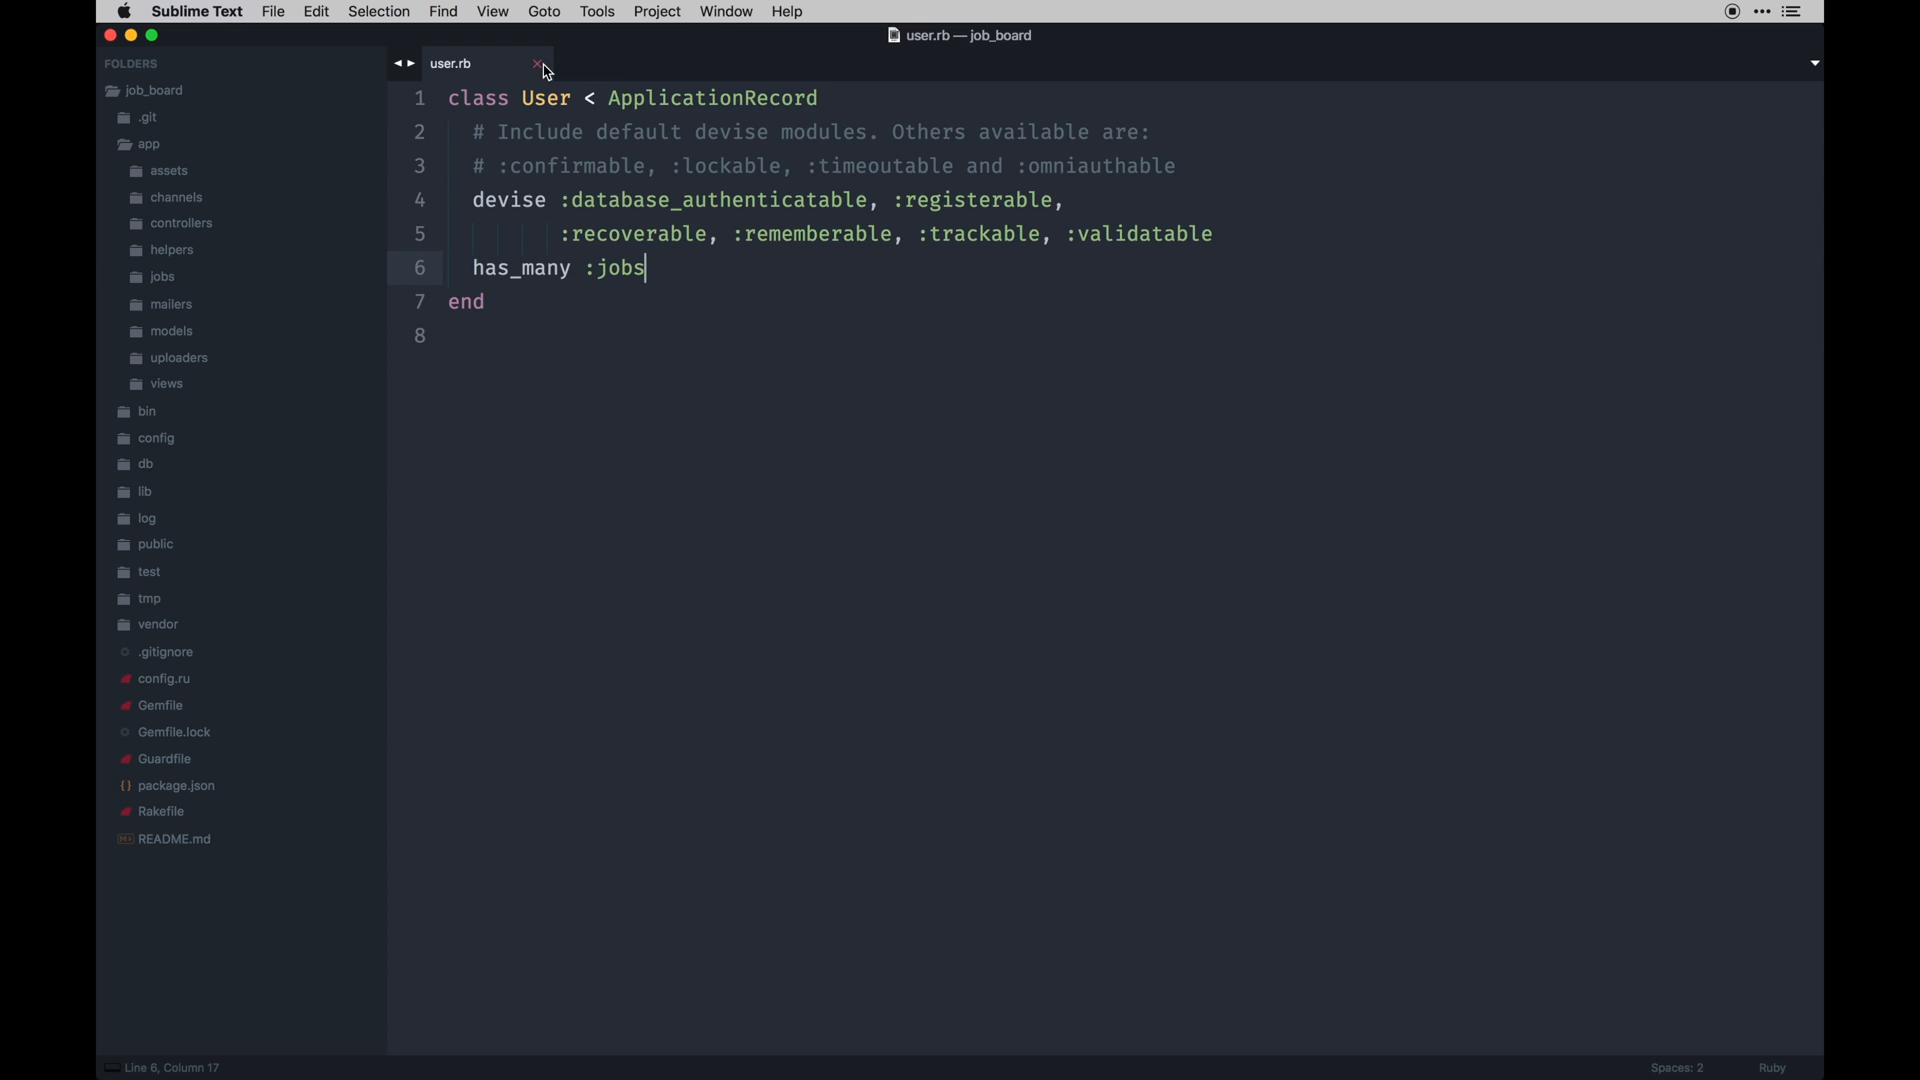 Sublime Text File Edit Selection Find View Goto Tools Project Window Help
user.rb — job_board
FOLDERS
job_board
.git
app
assets
channels
controllers
helpers
jobs
mailers
models
uploaders
views
bin
config
db
lib
log
public
test
tmp
vendor
.gitignore
config.ru
Gemfile
Gemfile.lock
Guardfile
{} package.json
Rakefile
README.md
user.rb
1 class User < ApplicationRecord
2 # Include default devise modules. Others available are:
3 # :confirmable, :lockable, :timeoutable and :omniauthable
4 devise :database_authenticatable, :registerable,
5 :recoverable, :rememberable, :trackable, :validatable
6 has_many :jobs
7 end
8
Line 6, Column 17
Spaces: 2
Ruby